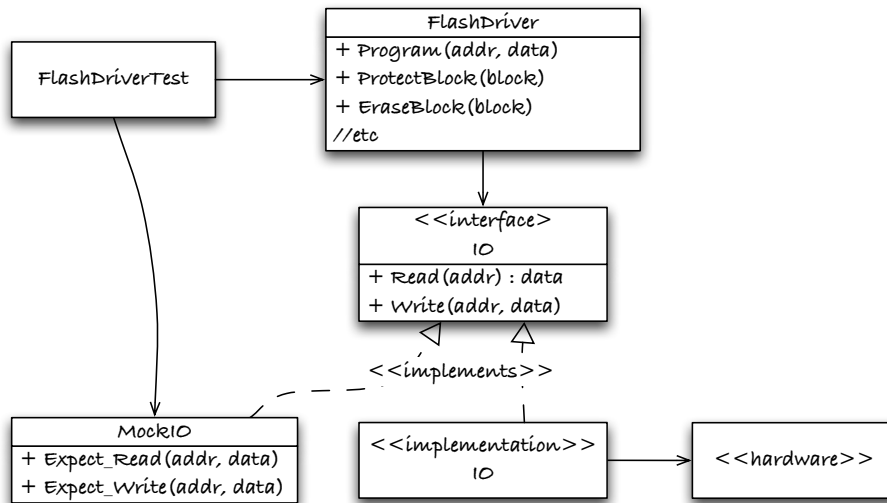 FlashDriver
+ Program(addr, data)
+ ProtectBlock(block)
+ EraseBlock(block)
//etc
FlashDriverTest
<<interface>
IO
+ Read(addr) : data
+ Write(addr, data)
<<implements>>
MockIO
+ Expect_Read(addr, data)
+ Expect_Write(addr, data)
<<implementation>>
IO
<<hardware>>